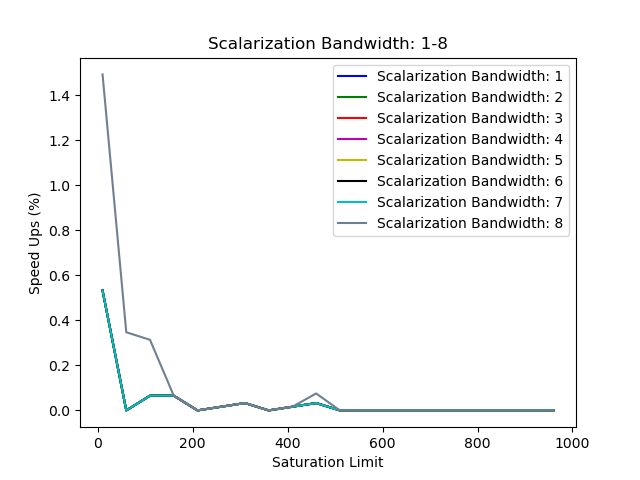 Scalarization Bandwidth: 1-8
Scalarization Bandwidth: 1
Scalarization Bandwidth: 2
Scalarization Bandwidth: 3
Scalarization Bandwidth: 4
Scalarization Bandwidth: 5
Scalarization Bandwidth: 6
Scalarization Bandwidth: 7
Scalarization Bandwidth: 8
Speed Ups (%)
1.4
1.2
1.0
0.8
0.6
0.4
0.2
0.0
0 200 400 600 800 1000
Saturation Limit